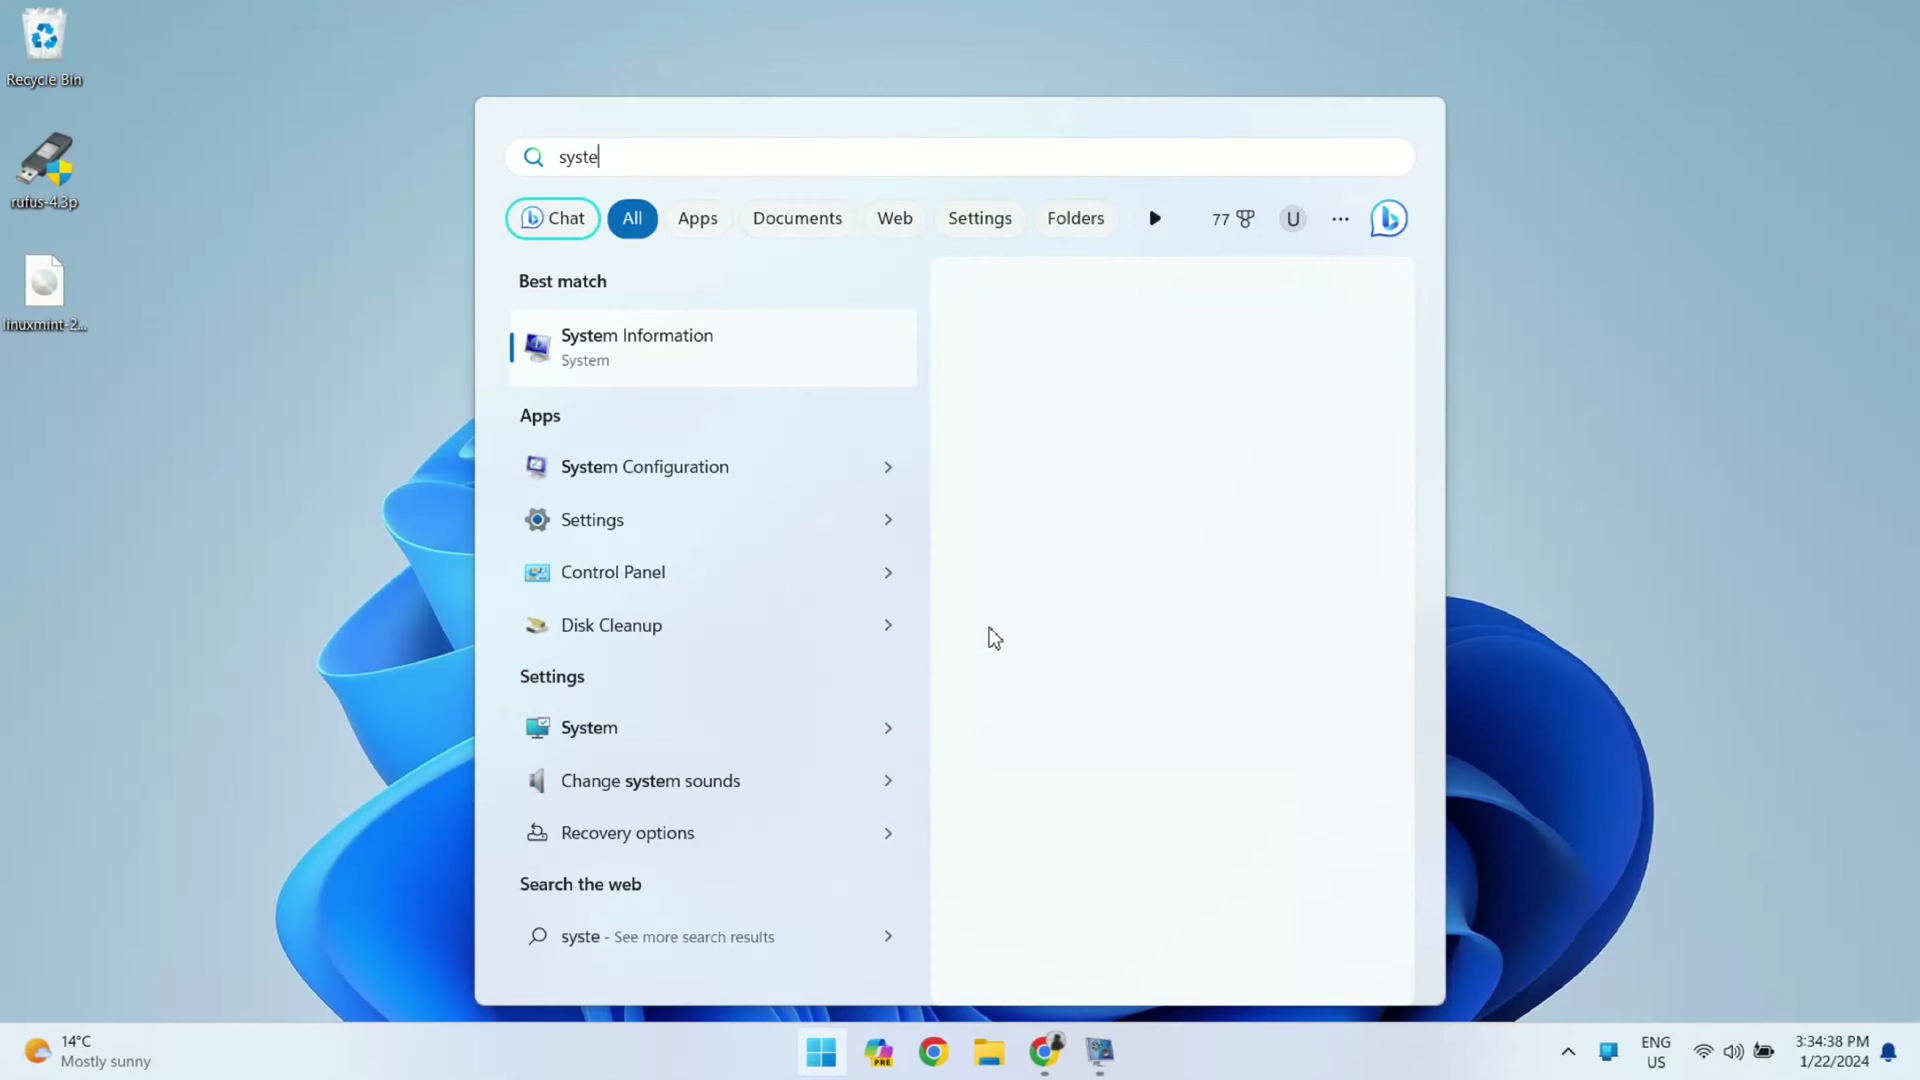 Recycle Bin
rufus-4.3p
linuxmint-2...
syste
Chat
All
Apps
Documents
Web
Settings
Folders
77
U
Best match
System Information
System
Apps
System Configuration
Settings
Control Panel
Disk Cleanup
Settings
System
Change system sounds
Recovery options
Search the web
syste - See more search results
14°C
Mostly sunny
PRE
ENG
US
3:34:38 PM
1/22/2024